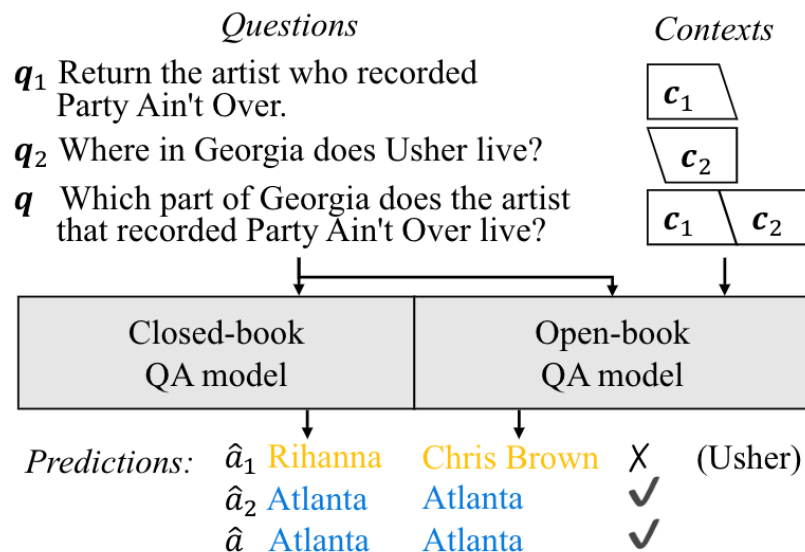 Questions Contexts
q1 Return the artist who recorded
Party Ain't Over.
c1
q2 Where in Georgia does Usher live?
c2
q Which part of Georgia does the artist
that recorded Party Ain't Over live?
c1 c2
Closed-book Open-book
QA model QA model
Predictions: â1 Rihanna Chris Brown ✗ (Usher)
â2 Atlanta Atlanta ✔
â Atlanta Atlanta ✔